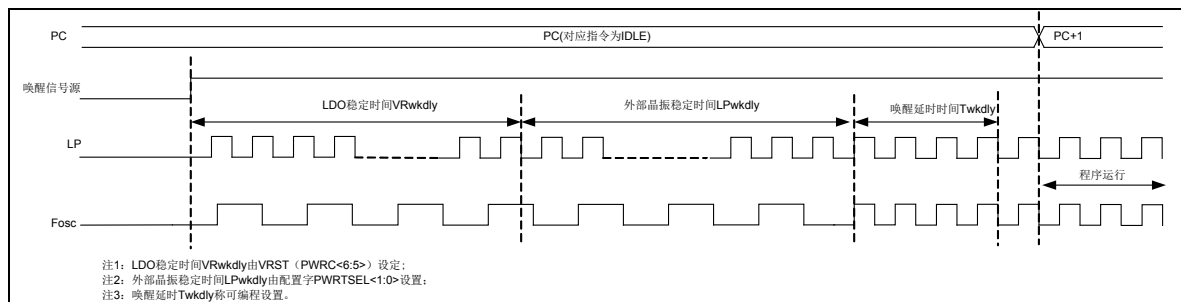 PC
PC(对应指令为IDLE)
PC+1
唤醒信号源
LDO稳定时间VRwkdly
外部晶振稳定时间LPwkdly
唤醒延时时间Twkdly
LP
程序运行
Fosc
注1：LDO稳定时间VRwkdly由VRST（PWRC<6:5>）设定；
注2：外部晶振稳定时间LPwkdly由配置字PWRTSEL<1:0>设置；
注3：唤醒延时Twkdly称可编程设置。